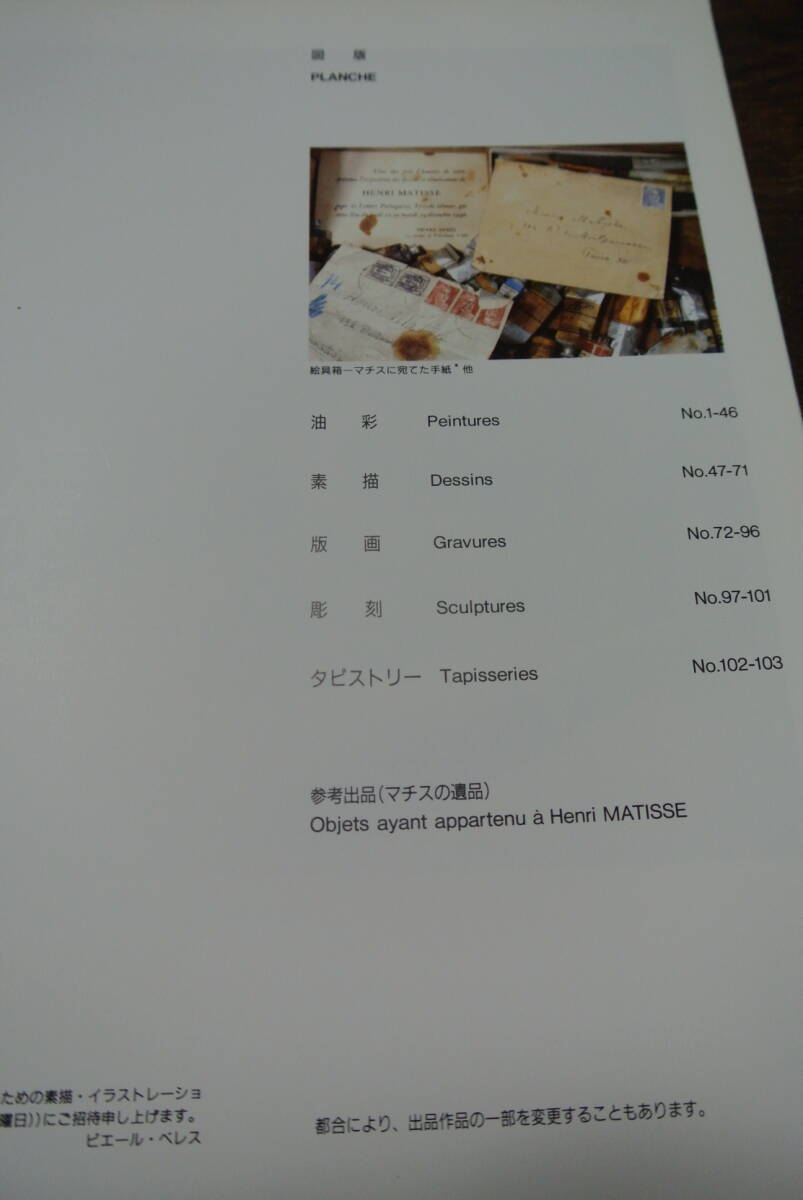 図 版
PLANCHE
HENRI MATISSE
絵具箱―マチスに宛てた手紙* 他
油 彩 Peintures No.1-46
素 描 Dessins No.47-71
版 画 Gravures No.72-96
彫 刻 Sculptures No.97-101
タピストリー Tapisseries No.102-103
参考出品(マチスの遺品)
Objets ayant appartenu à Henri MATISSE
ための素描・イラストレーショ
曜日))にご招待申し上げます。
ピエール・ベレス
都合により、出品作品の一部を変更することもあります。